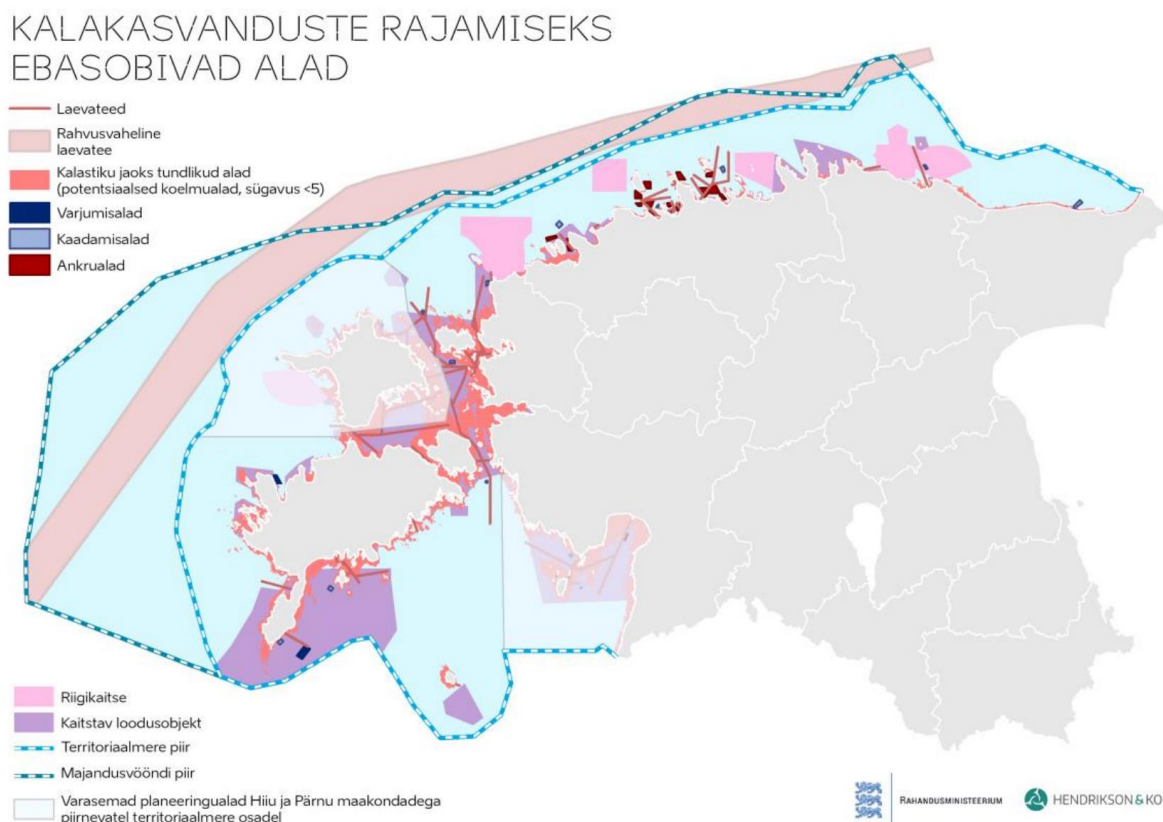 KALAKASVANDUSTE RAJAMISEKS
EBASOBIVAD ALAD
Laevateed
Rahvusvaheline
laevatee
Kalastiku jaoks tundlikud alad
(potentsiaalsed koelmualad, sügavus <5)
Varjumisalad
Kaadamisalad
Ankrualad
Riigikaitse
Kaitstav loodusobjekt
Territoriaalmere piir
Majandusvööndi piir
Varasemad planeeringualad Hiiu ja Pärnu maakondadega
piirnevatel territoriaalmere osadel
RAHANDUSMINISTEERIUM
HENDRIKSON & KO